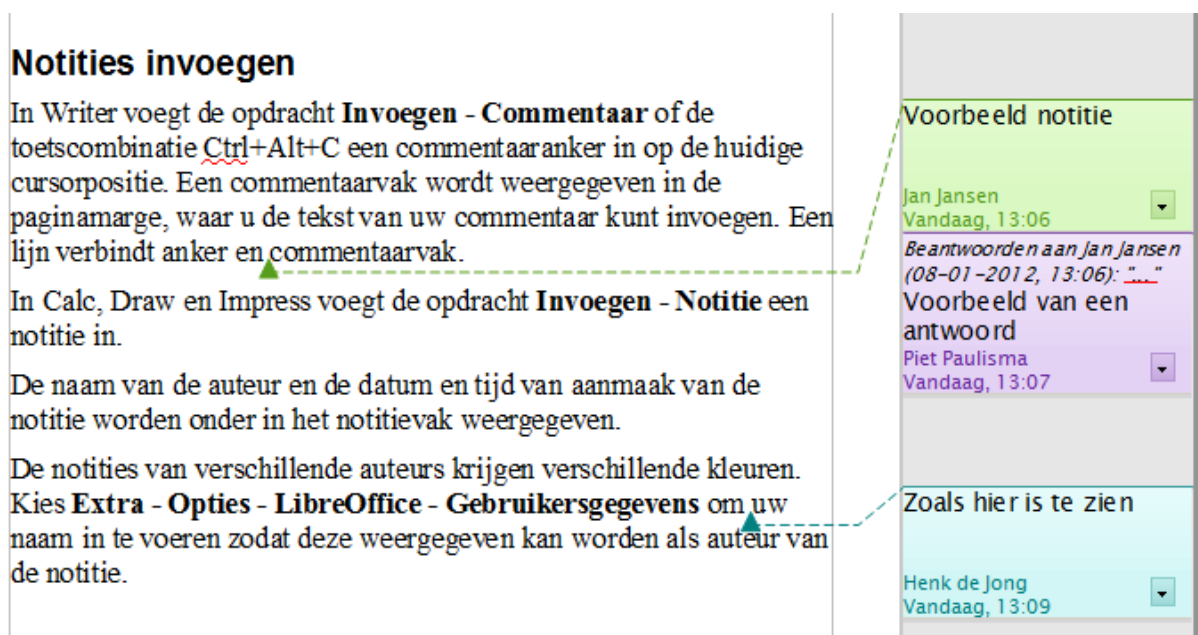 Notities invoegen
In Writer voegt de opdracht Invoegen - Commentaar of de
toetscombinatie Ctrl+Alt+C een commentaaranker in op de huidige
cursorpositie. Een commentaarvak wordt weergegeven in de
paginamarge, waar u de tekst van uw commentaar kunt invoegen. Een
lijn verbindt anker en commentaarvak.
In Calc, Draw en Impress voegt de opdracht Invoegen - Notitie een
notitie in.
De naam van de auteur en de datum en tijd van aanmaak van de
notitie worden onder in het notitievak weergegeven.
De notities van verschillende auteurs krijgen verschillende kleuren.
Kies Extra - Opties - LibreOffice - Gebruikersgegevens om uw
naam in te voeren zodat deze weergegeven kan worden als auteur van
de notitie.
Voorbeeld notitie
Jan Jansen
Vandaag, 13:06
Beantwoorden aan Jan Jansen
(08-01-2012, 13:06): "..."
Voorbeeld van een
antwoord
Piet Paulisma
Vandaag, 13:07
Zoals hier is te zien
Henk de Jong
Vandaag, 13:09